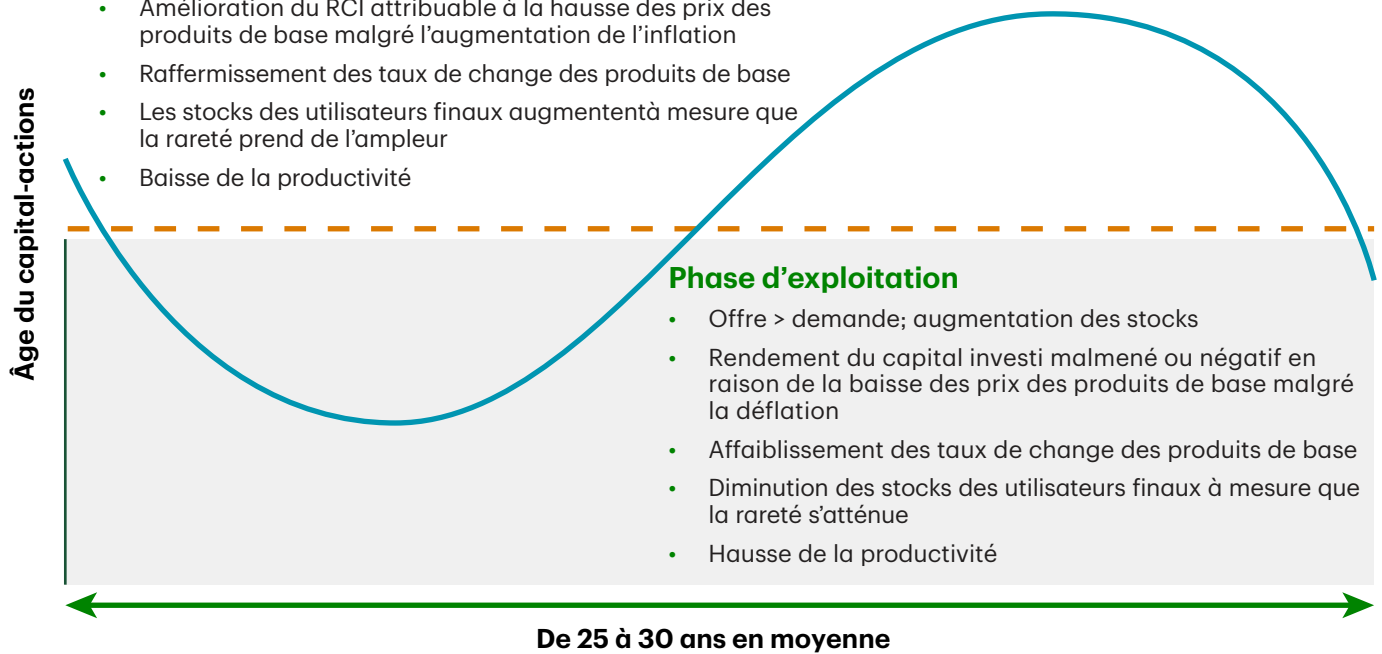 • Amélioration du RCI attribuable à la hausse des prix des
produits de base malgré l'augmentation de l'inflation
• Raffermissement des taux de change des produits de base
• Les stocks des utilisateurs finaux augmententà mesure que
la rareté prend de l'ampleur
• Baisse de la productivité
Âge du capital-actions
Phase d'exploitation
• Offre > demande; augmentation des stocks
• Rendement du capital investi malmené ou négatif en
raison de la baisse des prix des produits de base malgré
la déflation
• Affaiblissement des taux de change des produits de base
• Diminution des stocks des utilisateurs finaux à mesure que
la rareté s'atténue
• Hausse de la productivité
De 25 à 30 ans en moyenne